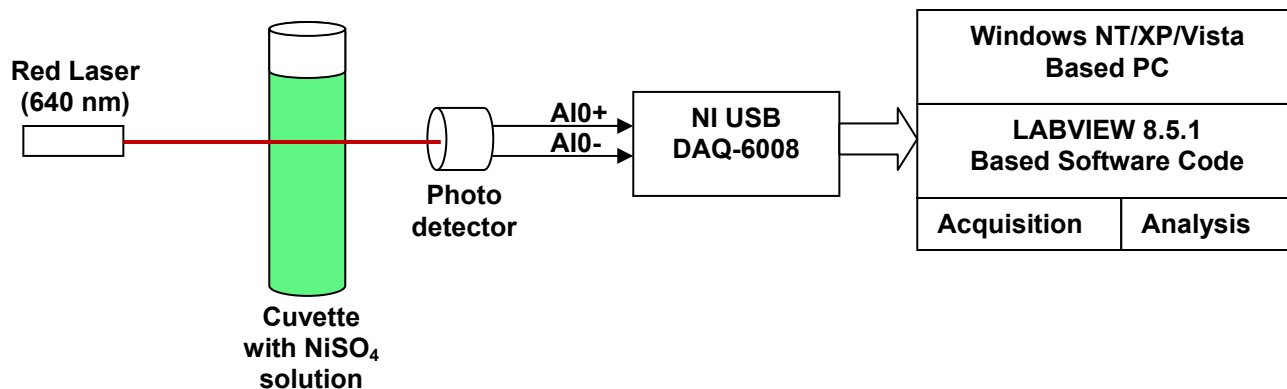 Red Laser
(640 nm)
Cuvette
with NiSO₄
solution
Photo
detector
AI0+
AI0-
NI USB
DAQ-6008
Windows NT/XP/Vista
Based PC
LABVIEW 8.5.1
Based Software Code
Acquisition
Analysis